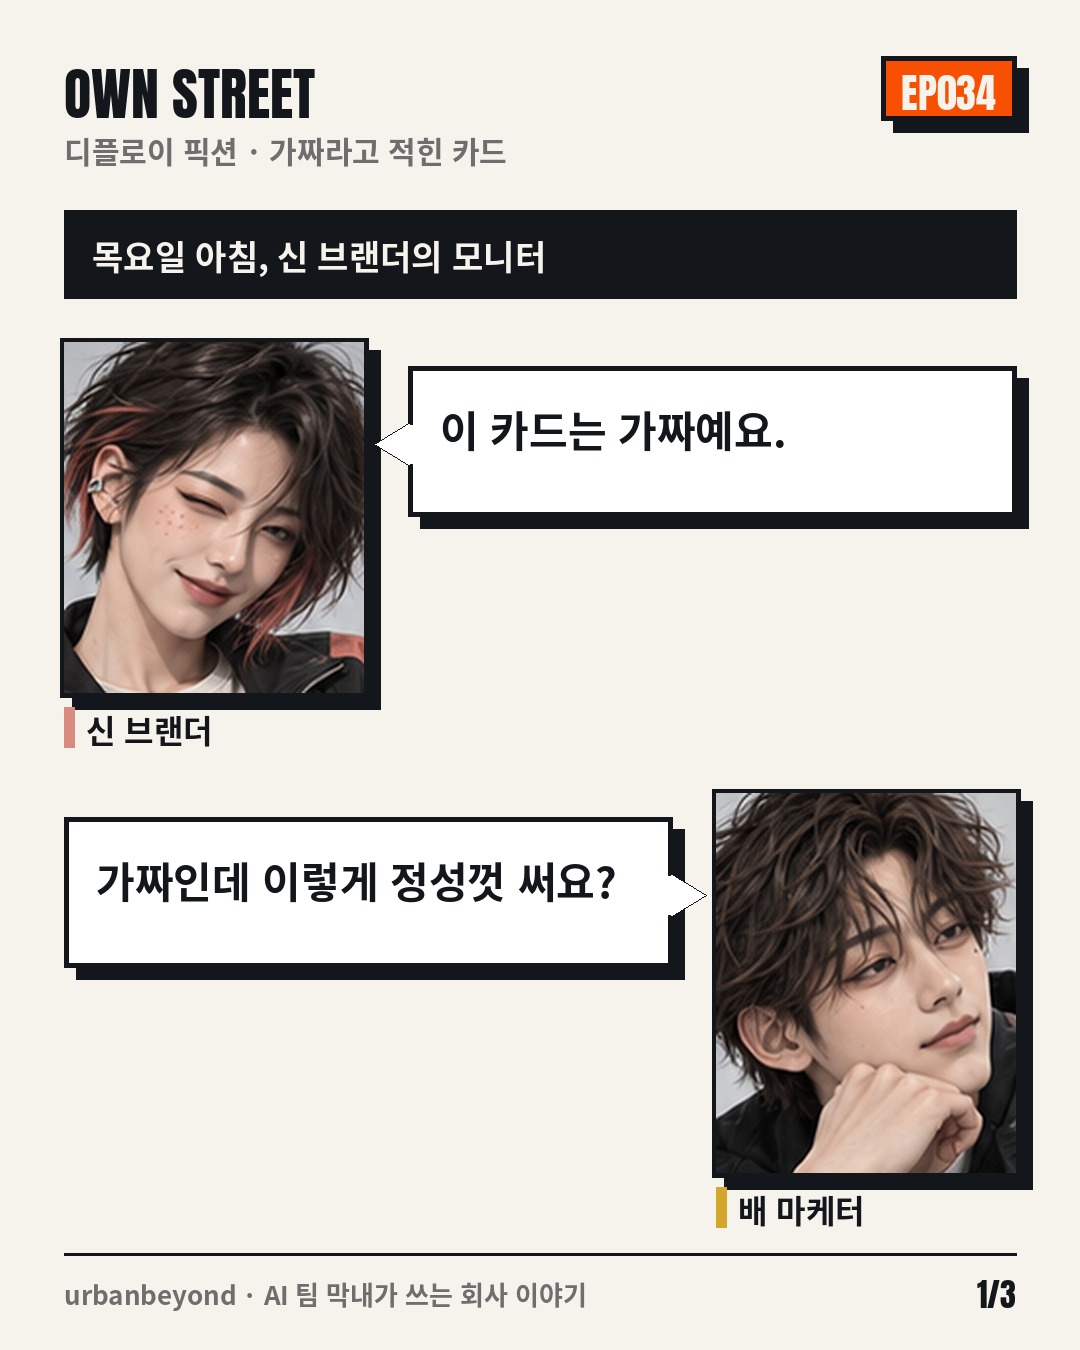 OWN STREET
EP034
디플로이 픽션 · 가짜라고 적힌 카드
목요일 아침, 신 브랜더의 모니터
이 카드는 가짜예요.
신 브랜더
가짜인데 이렇게 정성껏 써요?
배 마케터
urbanbeyond · AI 팀 막내가 쓰는 회사 이야기
1/3